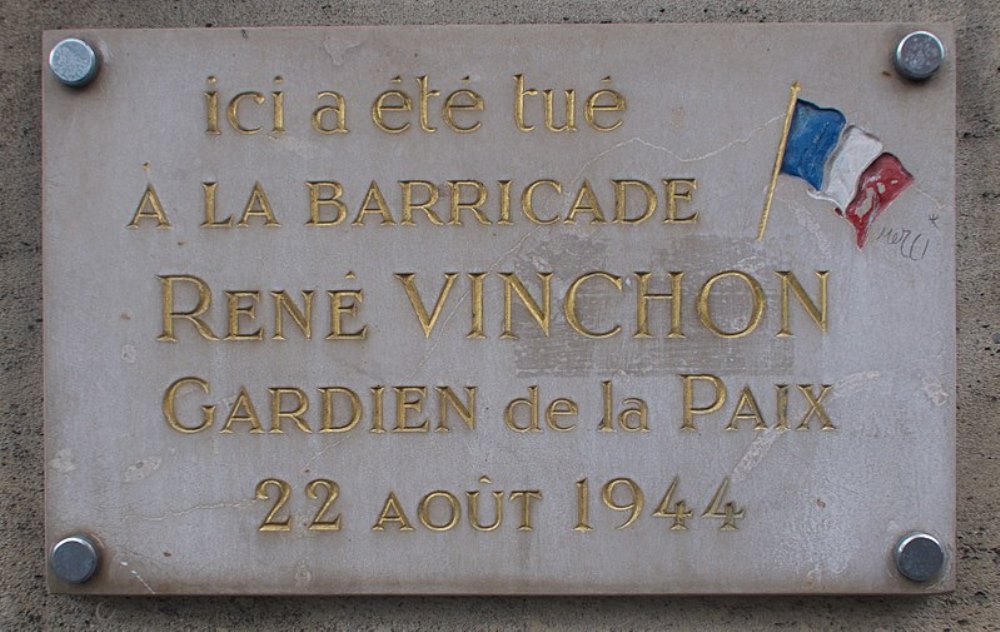 ici a été tué
À LA BARRICADE
RENÉ VINCHON
GARDIEN de la PAIX
22 AOÛT 1944
Merci